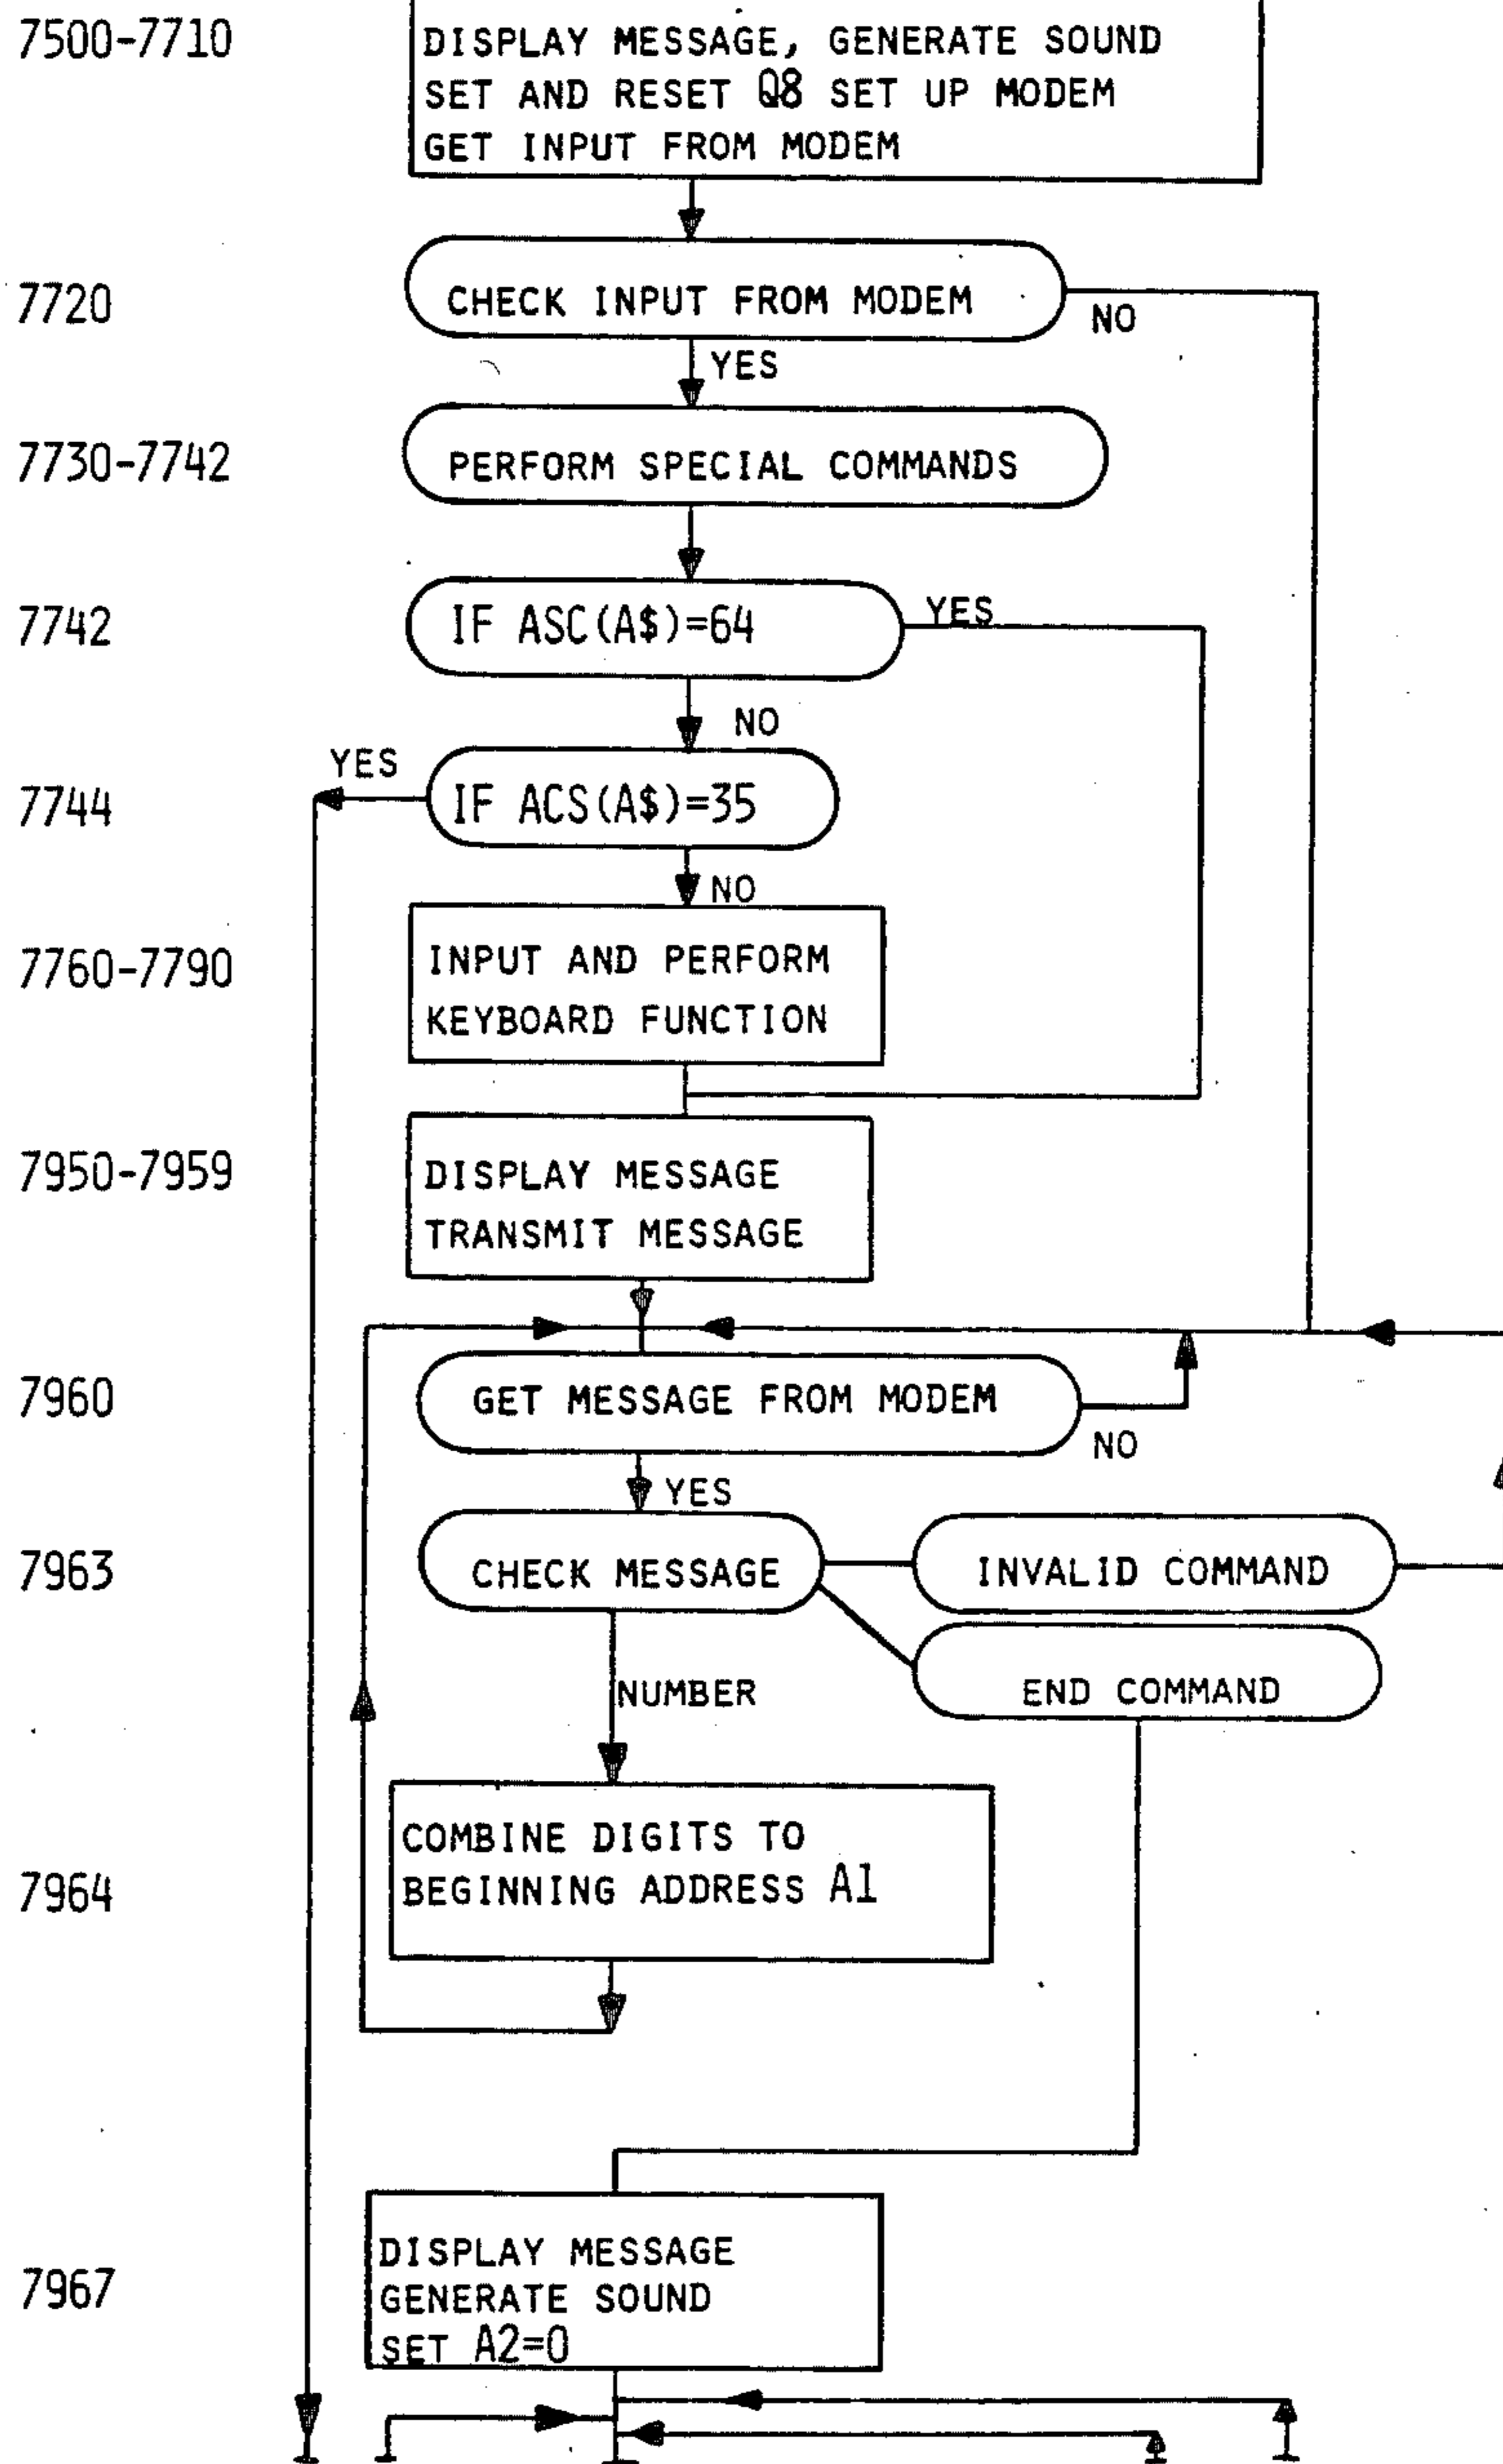 7500-7710
DISPLAY MESSAGE, GENERATE SOUND
SET AND RESET Q8 SET UP MODEM
GET INPUT FROM MODEM
7720
CHECK INPUT FROM MODEM
NO
YES
7730-7742
PERFORM SPECIAL COMMANDS
7742
IF ASC(A$)=64
YES
NO
YES
7744
IF ACS(A$)=35
NO
7760-7790
INPUT AND PERFORM
KEYBOARD FUNCTION
7950-7959
DISPLAY MESSAGE
TRANSMIT MESSAGE
7960
GET MESSAGE FROM MODEM
NO
YES
7963
CHECK MESSAGE
INVALID COMMAND
END COMMAND
NUMBER
COMBINE DIGITS TO
BEGINNING ADDRESS A1
7964
7967
DISPLAY MESSAGE
GENERATE SOUND
SET A2=0